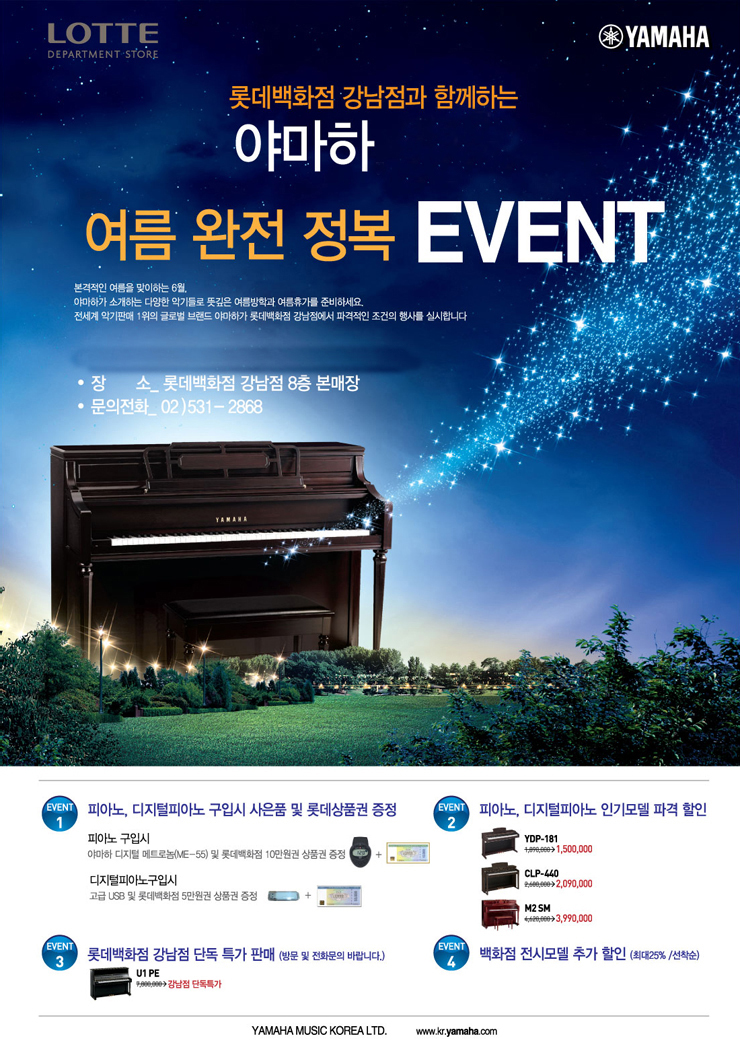 LOTTE
DEPARTMENT STORE
YAMAHA
롯데백화점 강남점과 함께하는
야마하
여름 완전 정복 EVENT
본격적인 여름을 맞이하는 6월,
야마하가 소개하는 다양한 악기들로 뜻깊은 여름방학과 여름휴가를 준비하세요.
전세계 악기판매 1위의 글로벌 브랜드 야마하가 롯데백화점 강남점에서 파격적인 조건의 행사를 실시합니다
• 장 소_ 롯데백화점 강남점 8층 본매장
• 문의전화_ 02)531-2868
YAMAHA
EVENT 1
피아노, 디지털피아노 구입시 사은품 및 롯데상품권 증정
피아노 구입시
야마하 디지털 메트로놈(ME-55) 및 롯데백화점 10만원권 상품권 증정 +
디지털피아노구입시
고급 USB 및 롯데백화점 5만원권 상품권 증정 +
EVENT 2
피아노, 디지털피아노 인기모델 파격 할인
YDP-181
1,890,000→1,500,000
CLP-440
2,680,000→2,090,000
M2 SM
4,620,000→3,990,000
EVENT 3
롯데백화점 강남점 단독 특가 판매 (방문 및 전화문의 바랍니다.)
U1 PE
7,000,000→강남점 단독특가
EVENT 4
백화점 전시모델 추가 할인 (최대25% /선착순)
YAMAHA MUSIC KOREA LTD. www.kr.yamaha.com